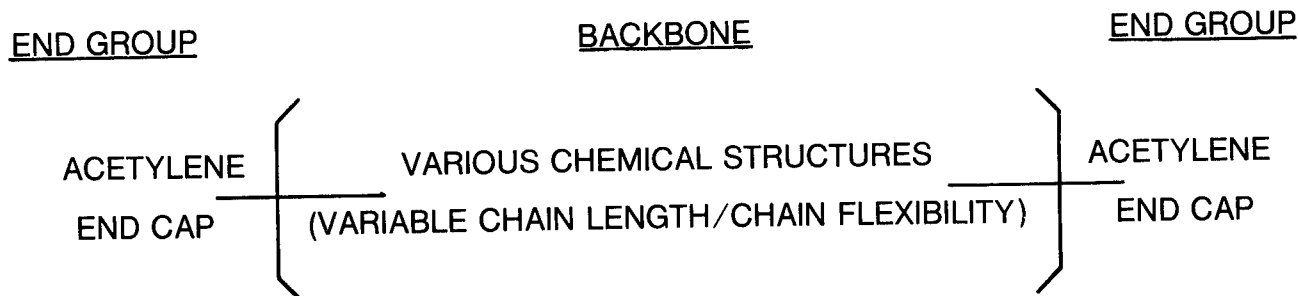 END GROUP BACKBONE END GROUP
ACETYLENE VARIOUS CHEMICAL STRUCTURES ACETYLENE
END CAP (VARIABLE CHAIN LENGTH/CHAIN FLEXIBILITY) END CAP